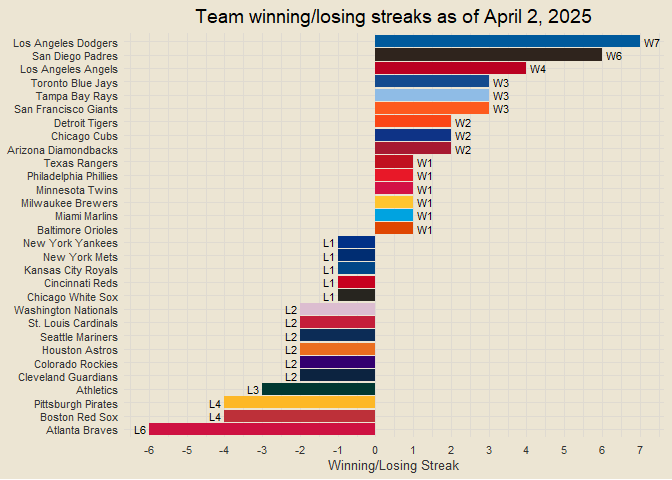 Team winning/losing streaks as of April 2, 2025
Los Angeles Dodgers W7
San Diego Padres W6
Los Angeles Angels W4
Toronto Blue Jays W3
Tampa Bay Rays W3
San Francisco Giants W3
Detroit Tigers W2
Chicago Cubs W2
Arizona Diamondbacks W2
Texas Rangers W1
Philadelphia Phillies W1
Minnesota Twins W1
Milwaukee Brewers W1
Miami Marlins W1
Baltimore Orioles W1
New York Yankees L1
New York Mets L1
Kansas City Royals L1
Cincinnati Reds L1
Chicago White Sox L1
Washington Nationals L2
St. Louis Cardinals L2
Seattle Mariners L2
Houston Astros L2
Colorado Rockies L2
Cleveland Guardians L2
Athletics L3
Pittsburgh Pirates L4
Boston Red Sox L4
Atlanta Braves L6
-6 -5 -4 -3 -2 -1 0 1 2 3 4 5 6 7
Winning/Losing Streak